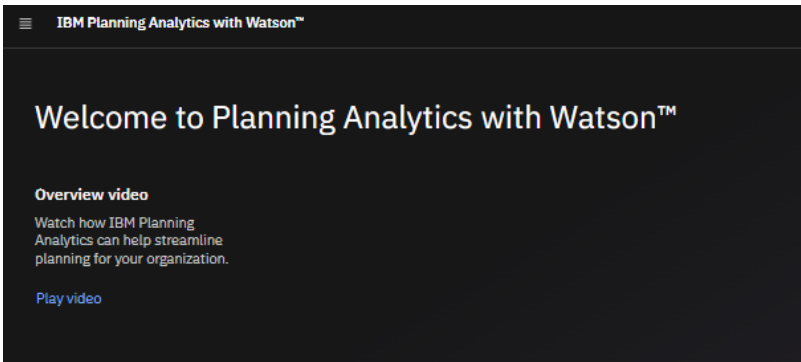 IBM Planning Analytics with Watson™
Welcome to Planning Analytics with Watson™
Overview video
Watch how IBM Planning
Analytics can help streamline
planning for your organization.
Play video